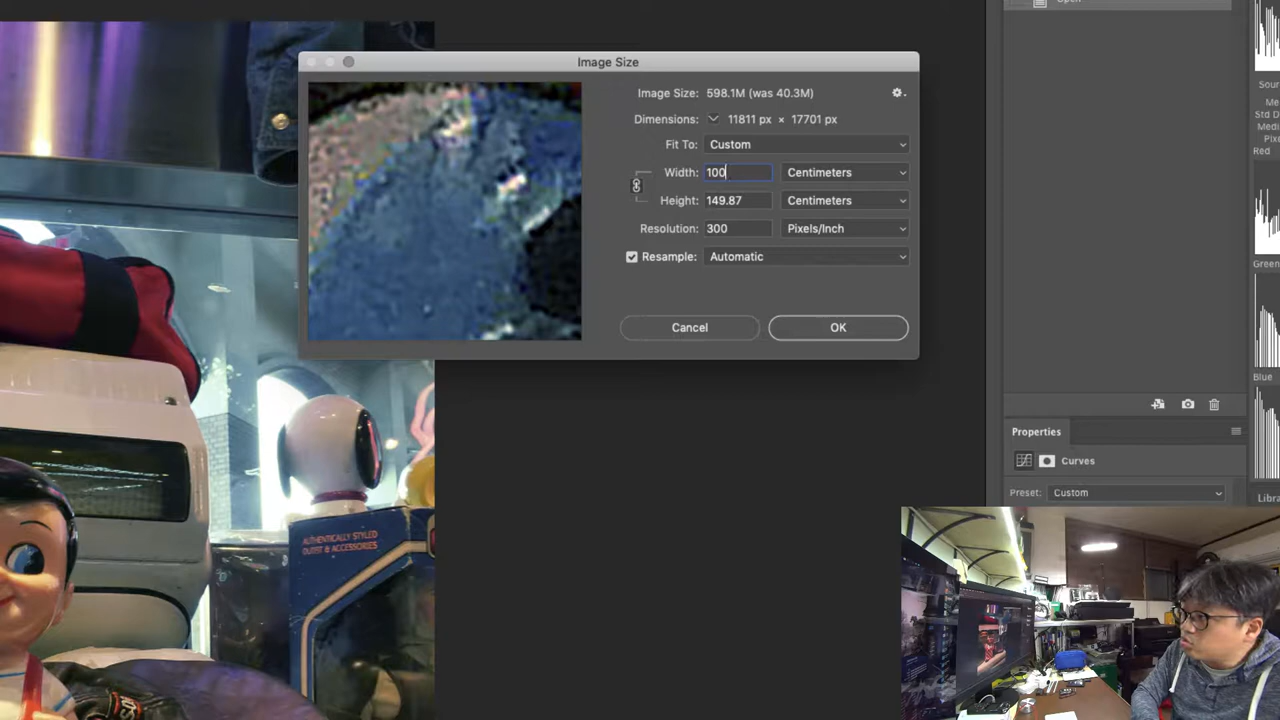 Open
Image Size
Image Size: 598.1M (was 40.3M)
Dimensions: 11811 px × 17701 px
Fit To: Custom
Width: 100 Centimeters
Height: 149.87 Centimeters
Resolution: 300 Pixels/Inch
Resample: Automatic
Cancel OK
Red
Green
Blue
Properties
Curves
Preset: Custom
AUTHENTICALLY STYLED
OUTFIT & ACCESSORIES